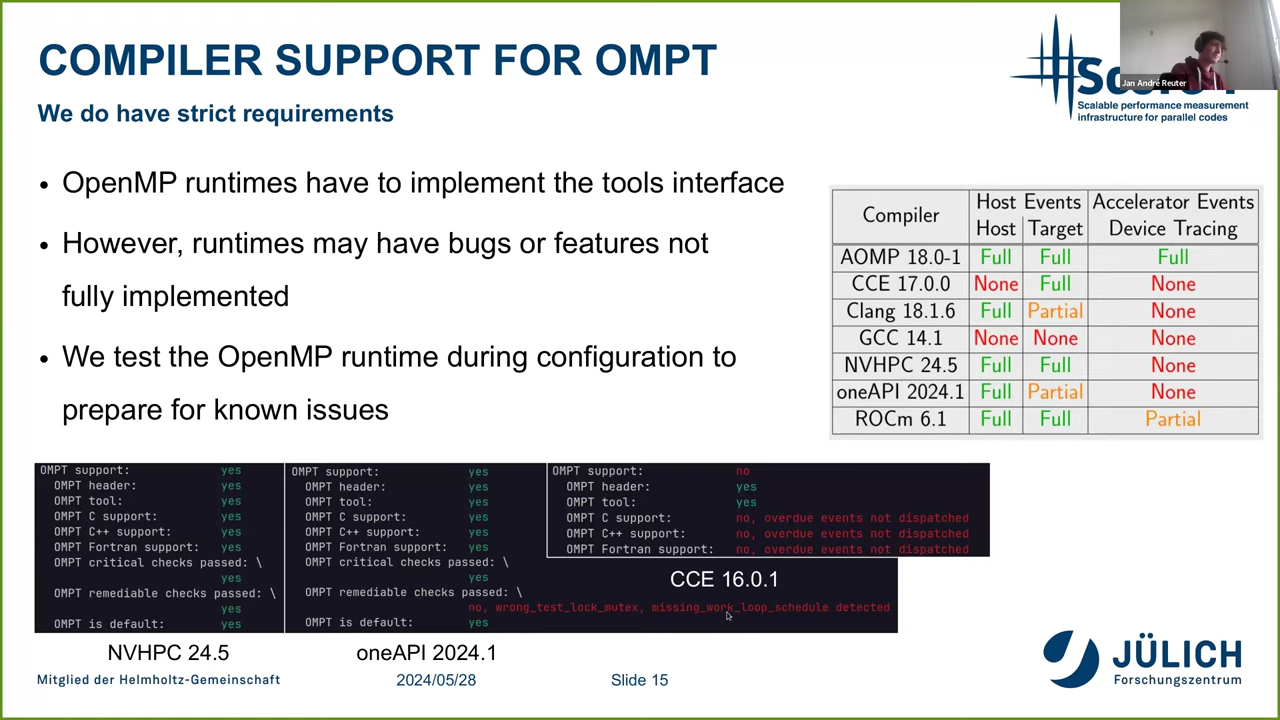 COMPILER SUPPORT FOR OMPT
We do have strict requirements
Jan André Reuter
Scalable performance measurement
infrastructure for parallel codes
• OpenMP runtimes have to implement the tools interface
• However, runtimes may have bugs or features not
fully implemented
• We test the OpenMP runtime during configuration to
prepare for known issues
Compiler Host Events Accelerator Events
Host Target Device Tracing
AOMP 18.0-1 Full Full Full
CCE 17.0.0 None Full None
Clang 18.1.6 Full Partial None
GCC 14.1 None None None
NVHPC 24.5 Full Full None
oneAPI 2024.1 Full Partial None
ROCm 6.1 Full Full Partial
OMPT support: yes
OMPT header: yes
OMPT tool: yes
OMPT C support: yes
OMPT C++ support: yes
OMPT Fortran support: yes
OMPT critical checks passed: \
yes
OMPT remediable checks passed: \
yes
OMPT is default: yes
NVHPC 24.5
OMPT support: yes
OMPT header: yes
OMPT tool: yes
OMPT C support: yes
OMPT C++ support: yes
OMPT Fortran support: yes
OMPT critical checks passed: \
yes
OMPT remediable checks passed: \
no, wrong_test_lock_mutex, missing_work_loop_schedule detected
OMPT is default: yes
oneAPI 2024.1
OMPT support: no
OMPT header: yes
OMPT tool: yes
OMPT C support: no, overdue events not dispatched
OMPT C++ support: no, overdue events not dispatched
OMPT Fortran support: no, overdue events not dispatched
CCE 16.0.1
Mitglied der Helmholtz-Gemeinschaft
2024/05/28
Slide 15
JÜLICH
Forschungszentrum